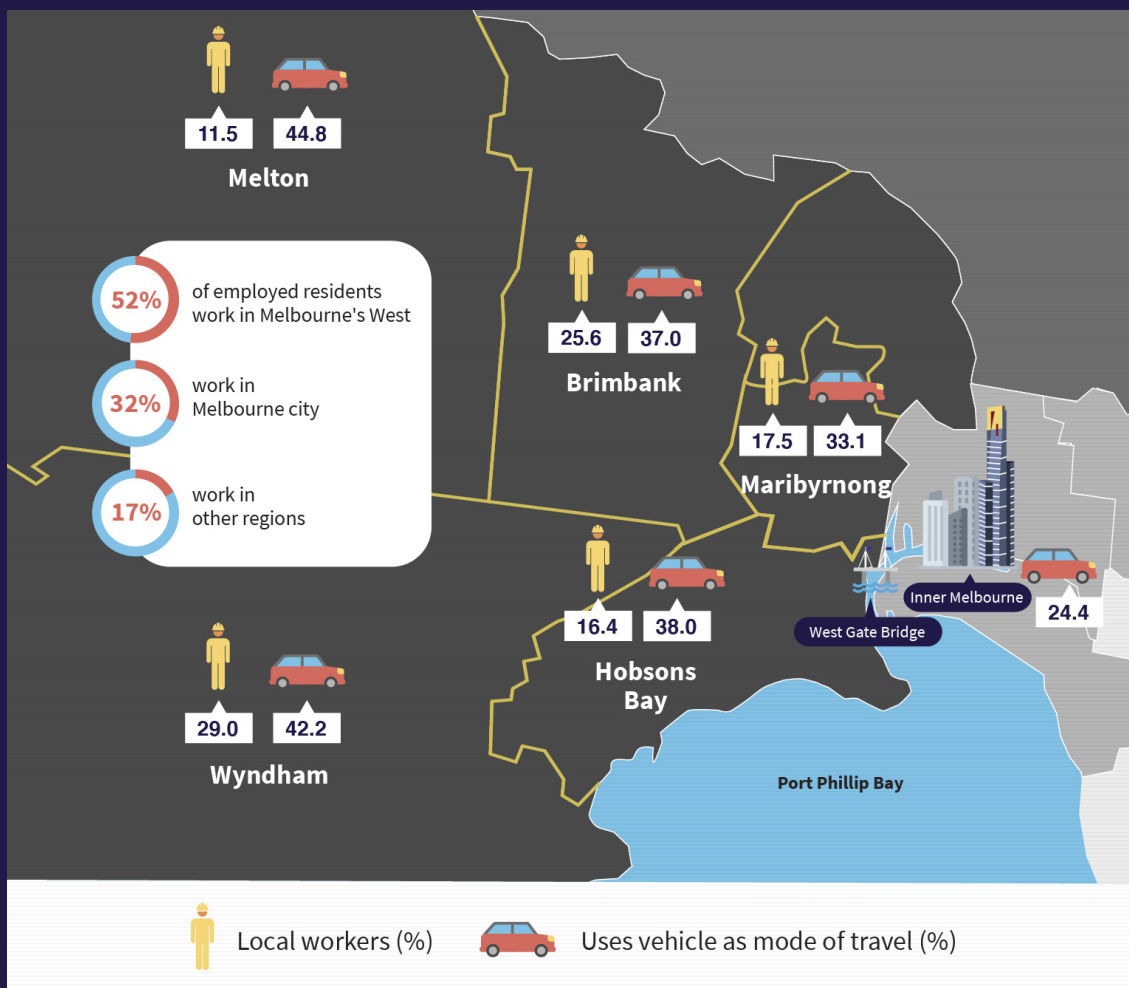 11.5
44.8
Melton
52%
of employed residents
work in Melbourne's West
32%
work in
Melbourne city
17%
work in
other regions
25.6
37.0
Brimbank
17.5
33.1
Maribyrnong
16.4
38.0
Hobsons
Bay
Inner Melbourne
24.4
West Gate Bridge
29.0
42.2
Wyndham
Port Phillip Bay
Local workers (%)
Uses vehicle as mode of travel (%)